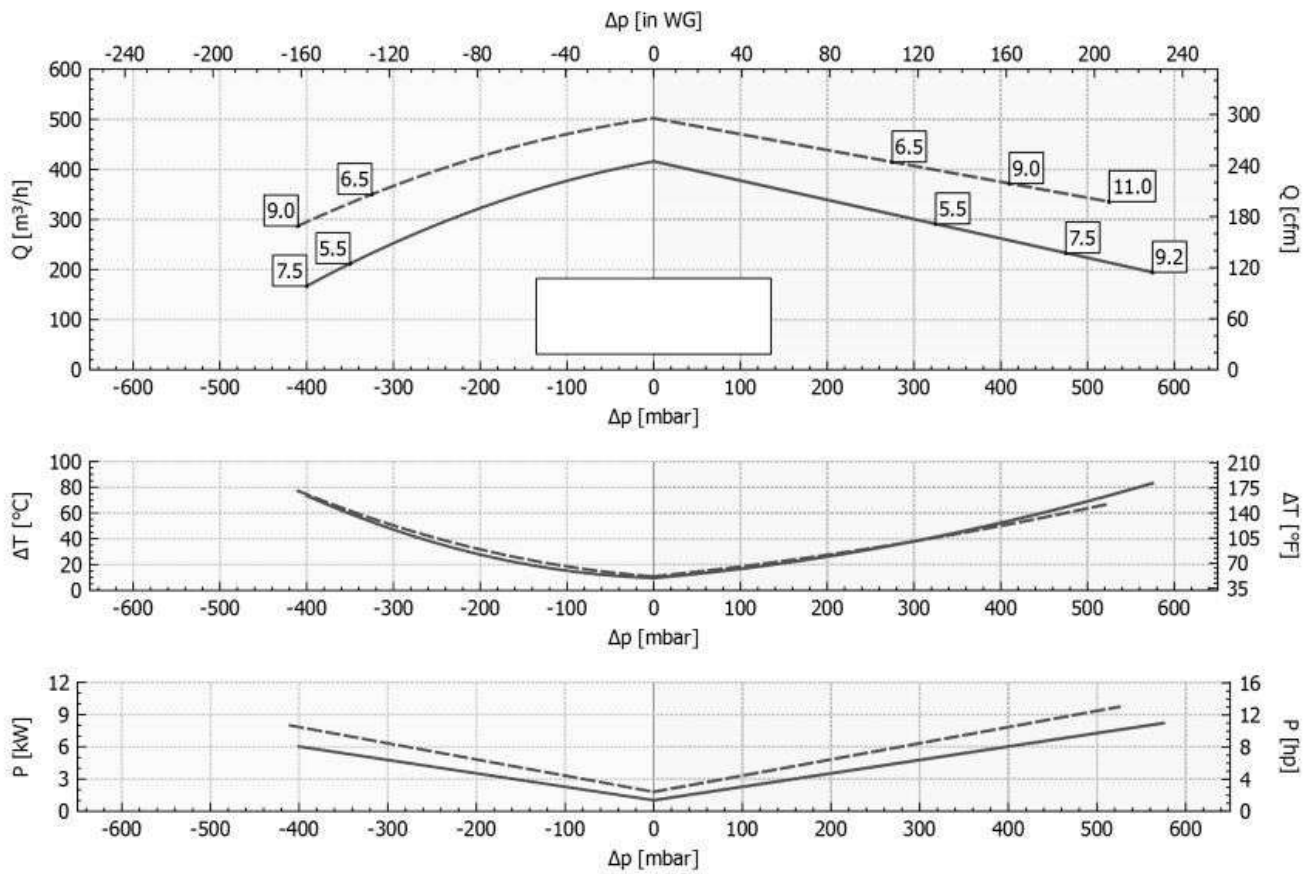 Δp [in WG]
-240 -200 -160 -120 -80 -40 0 40 80 120 160 200 240
600
500
400
300
200
100
0
Q [m³/h]
300
240
180
120
60
0
Q [cfm]
9.0 6.5 6.5 9.0 11.0
7.5 5.5 5.5 7.5 9.2
-600 -500 -400 -300 -200 -100 0 100 200 300 400 500 600
Δp [mbar]
100
80
60
40
20
0
ΔT [°C]
210
175
140
105
70
35
ΔT [°F]
-600 -500 -400 -300 -200 -100 0 100 200 300 400 500 600
Δp [mbar]
12
9
6
3
0
P [kW]
16
12
8
4
0
P [hp]
-600 -500 -400 -300 -200 -100 0 100 200 300 400 500 600
Δp [mbar]